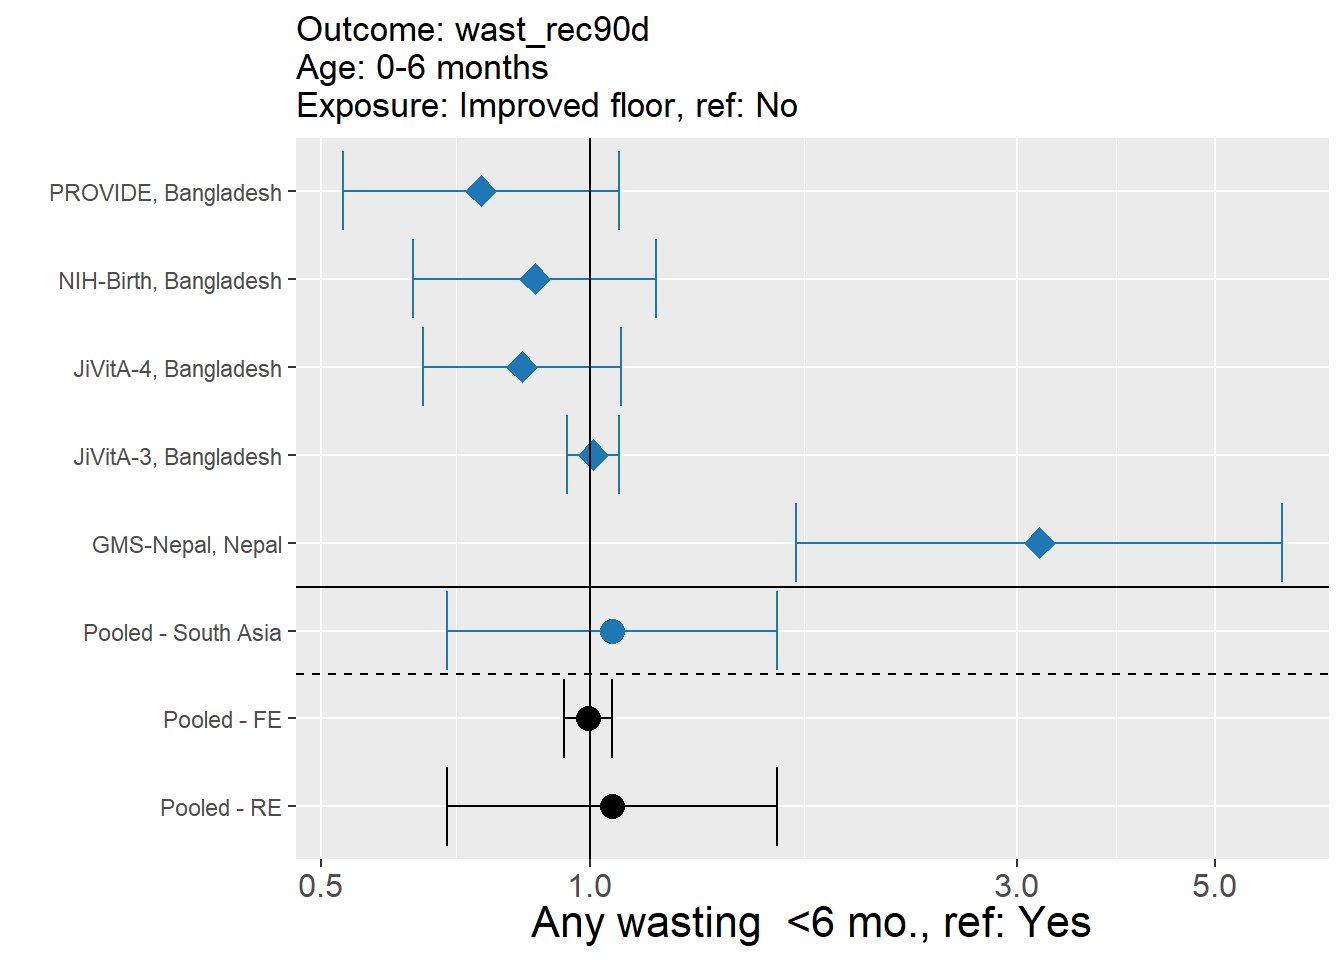 Outcome: wast_rec90d
Age: 0-6 months
Exposure: Improved floor, ref: No
PROVIDE, Bangladesh
NIH-Birth, Bangladesh
JiVitA-4, Bangladesh
JiVitA-3, Bangladesh
GMS-Nepal, Nepal
Pooled - South Asia
Pooled - FE
Pooled - RE
0.5 1.0 3.0 5.0
Any wasting  <6 mo., ref: Yes